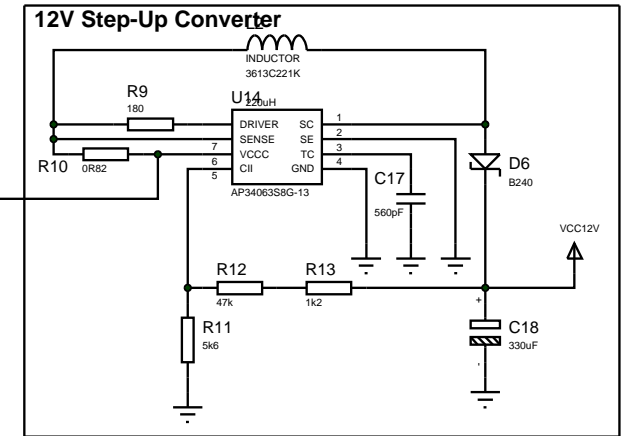 12V Step-Up Converter
L2
INDUCTOR
3613C221K
220uH
R9
180
U14
DRIVER SC 1
SENSE SE 2
7 VCCC TC 3
6 CII GND 4
5
AP34063S8G-13
R10
0R82
C17
560pF
D6
B240
VCC12V
R12
47k
R13
1k2
R11
5k6
+
C18
330uF
-